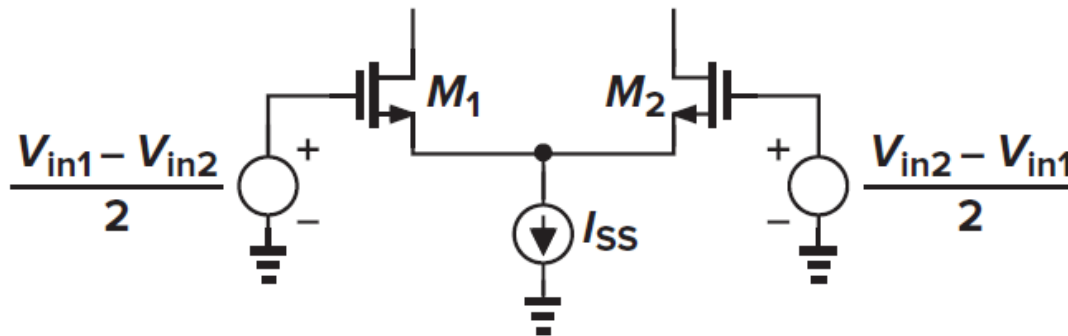 M1
M2
Vin1 – Vin2
2
+
–
+
–
Vin2 – Vin1
2
ISS